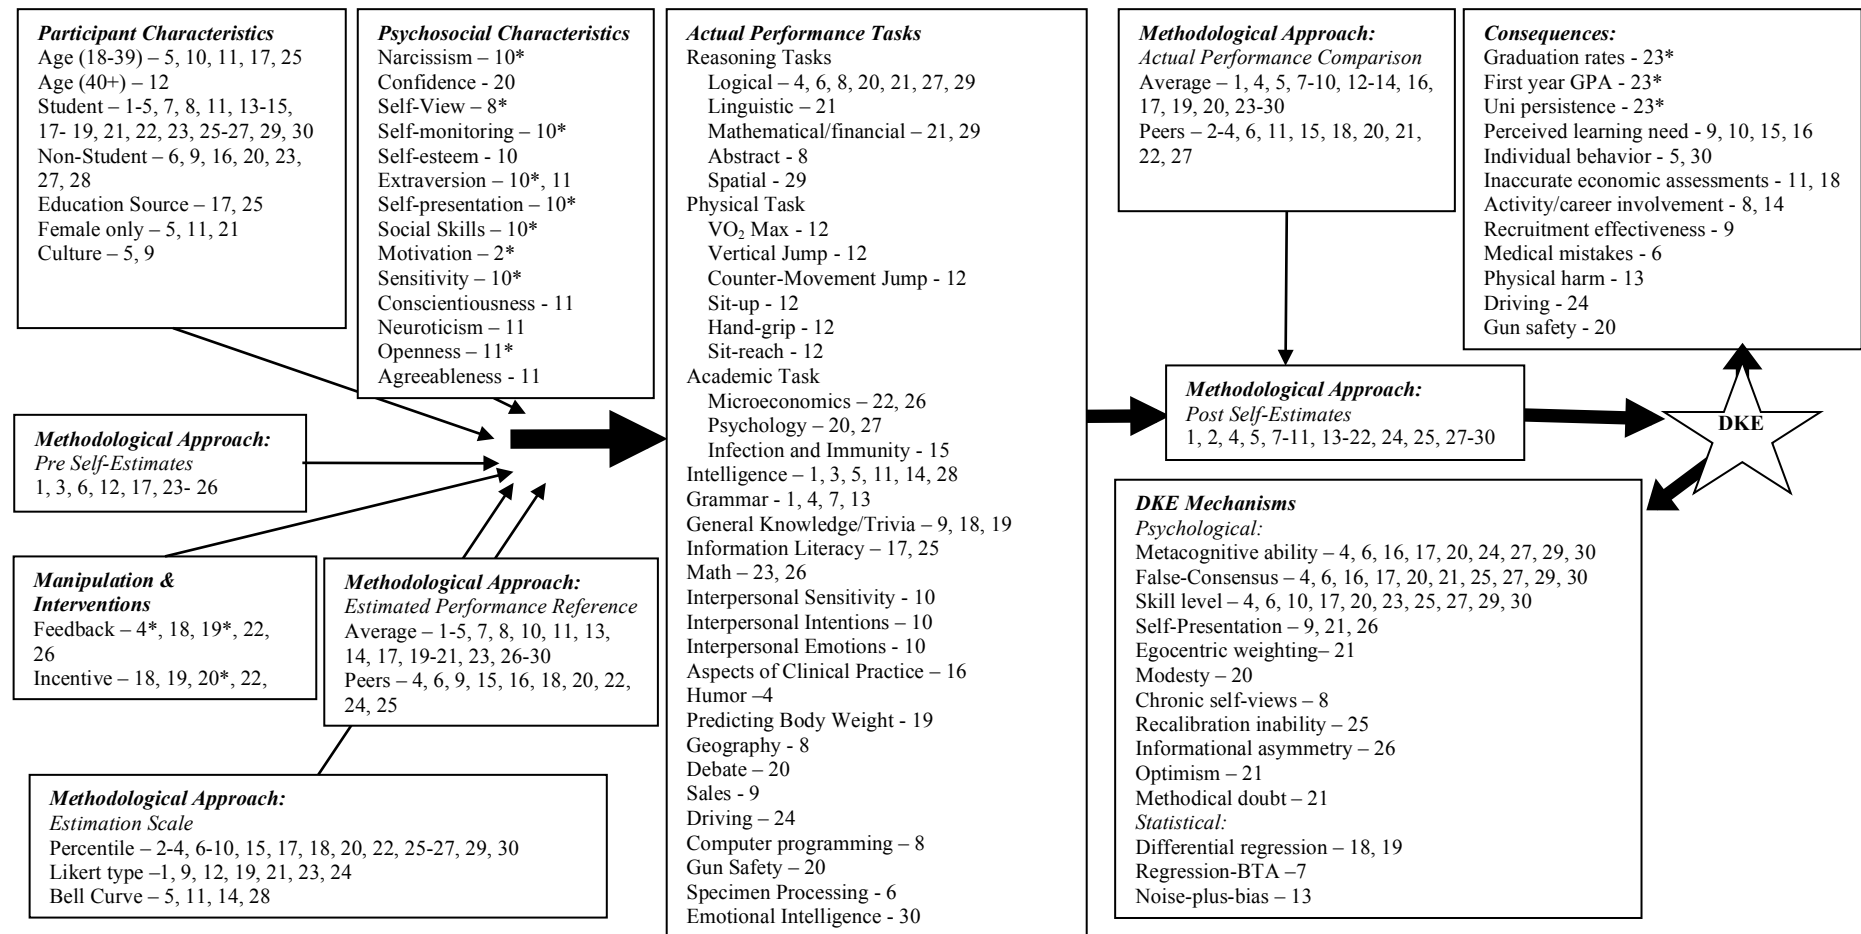 Participant Characteristics
Age (18-39) – 5, 10, 11, 17, 25
Age (40+) – 12
Student – 1-5, 7, 8, 11, 13-15,
17- 19, 21, 22, 23, 25-27, 29, 30
Non-Student – 6, 9, 16, 20, 23,
27, 28
Education Source – 17, 25
Female only – 5, 11, 21
Culture – 5, 9
Psychosocial Characteristics
Narcissism – 10*
Confidence - 20
Self-View – 8*
Self-monitoring – 10*
Self-esteem - 10
Extraversion – 10*, 11
Self-presentation – 10*
Social Skills – 10*
Motivation – 2*
Sensitivity – 10*
Conscientiousness - 11
Neuroticism – 11
Openness – 11*
Agreeableness - 11
Methodological Approach:
Pre Self-Estimates
1, 3, 6, 12, 17, 23- 26
Manipulation &
Interventions
Feedback – 4*, 18, 19*, 22,
26
Incentive – 18, 19, 20*, 22,
Methodological Approach:
Estimated Performance Reference
Average – 1-5, 7, 8, 10, 11, 13,
14, 17, 19-21, 23, 26-30
Peers – 4, 6, 9, 15, 16, 18, 20, 22,
24, 25
Methodological Approach:
Estimation Scale
Percentile – 2-4, 6-10, 15, 17, 18, 20, 22, 25-27, 29, 30
Likert type –1, 9, 12, 19, 21, 23, 24
Bell Curve – 5, 11, 14, 28
Actual Performance Tasks
Reasoning Tasks
Logical – 4, 6, 8, 20, 21, 27, 29
Linguistic – 21
Mathematical/financial – 21, 29
Abstract - 8
Spatial - 29
Physical Task
VO₂ Max - 12
Vertical Jump – 12
Counter-Movement Jump - 12
Sit-up - 12
Hand-grip - 12
Sit-reach - 12
Academic Task
Microeconomics – 22, 26
Psychology – 20, 27
Infection and Immunity - 15
Intelligence – 1, 3, 5, 11, 14, 28
Grammar - 1, 4, 7, 13
General Knowledge/Trivia – 9, 18, 19
Information Literacy – 17, 25
Math – 23, 26
Interpersonal Sensitivity - 10
Interpersonal Intentions – 10
Interpersonal Emotions - 10
Aspects of Clinical Practice – 16
Humor –4
Predicting Body Weight - 19
Geography - 8
Debate – 20
Sales - 9
Driving – 24
Computer programming – 8
Gun Safety – 20
Specimen Processing - 6
Emotional Intelligence - 30
Methodological Approach:
Actual Performance Comparison
Average – 1, 4, 5, 7-10, 12-14, 16,
17, 19, 20, 23-30
Peers – 2-4, 6, 11, 15, 18, 20, 21,
22, 27
Methodological Approach:
Post Self-Estimates
1, 2, 4, 5, 7-11, 13-22, 24, 25, 27-30
Consequences:
Graduation rates - 23*
First year GPA – 23*
Uni persistence – 23*
Perceived learning need - 9, 10, 15, 16
Individual behavior - 5, 30
Inaccurate economic assessments - 11, 18
Activity/career involvement - 8, 14
Recruitment effectiveness - 9
Medical mistakes - 6
Physical harm - 13
Driving - 24
Gun safety - 20
DKE
DKE Mechanisms
Psychological:
Metacognitive ability – 4, 6, 16, 17, 20, 24, 27, 29, 30
False-Consensus – 4, 6, 16, 17, 20, 21, 25, 27, 29, 30
Skill level – 4, 6, 10, 17, 20, 23, 25, 27, 29, 30
Self-Presentation – 9, 21, 26
Egocentric weighting– 21
Modesty – 20
Chronic self-views – 8
Recalibration inability – 25
Informational asymmetry – 26
Optimism – 21
Methodical doubt – 21
Statistical:
Differential regression – 18, 19
Regression-BTA –7
Noise-plus-bias – 13